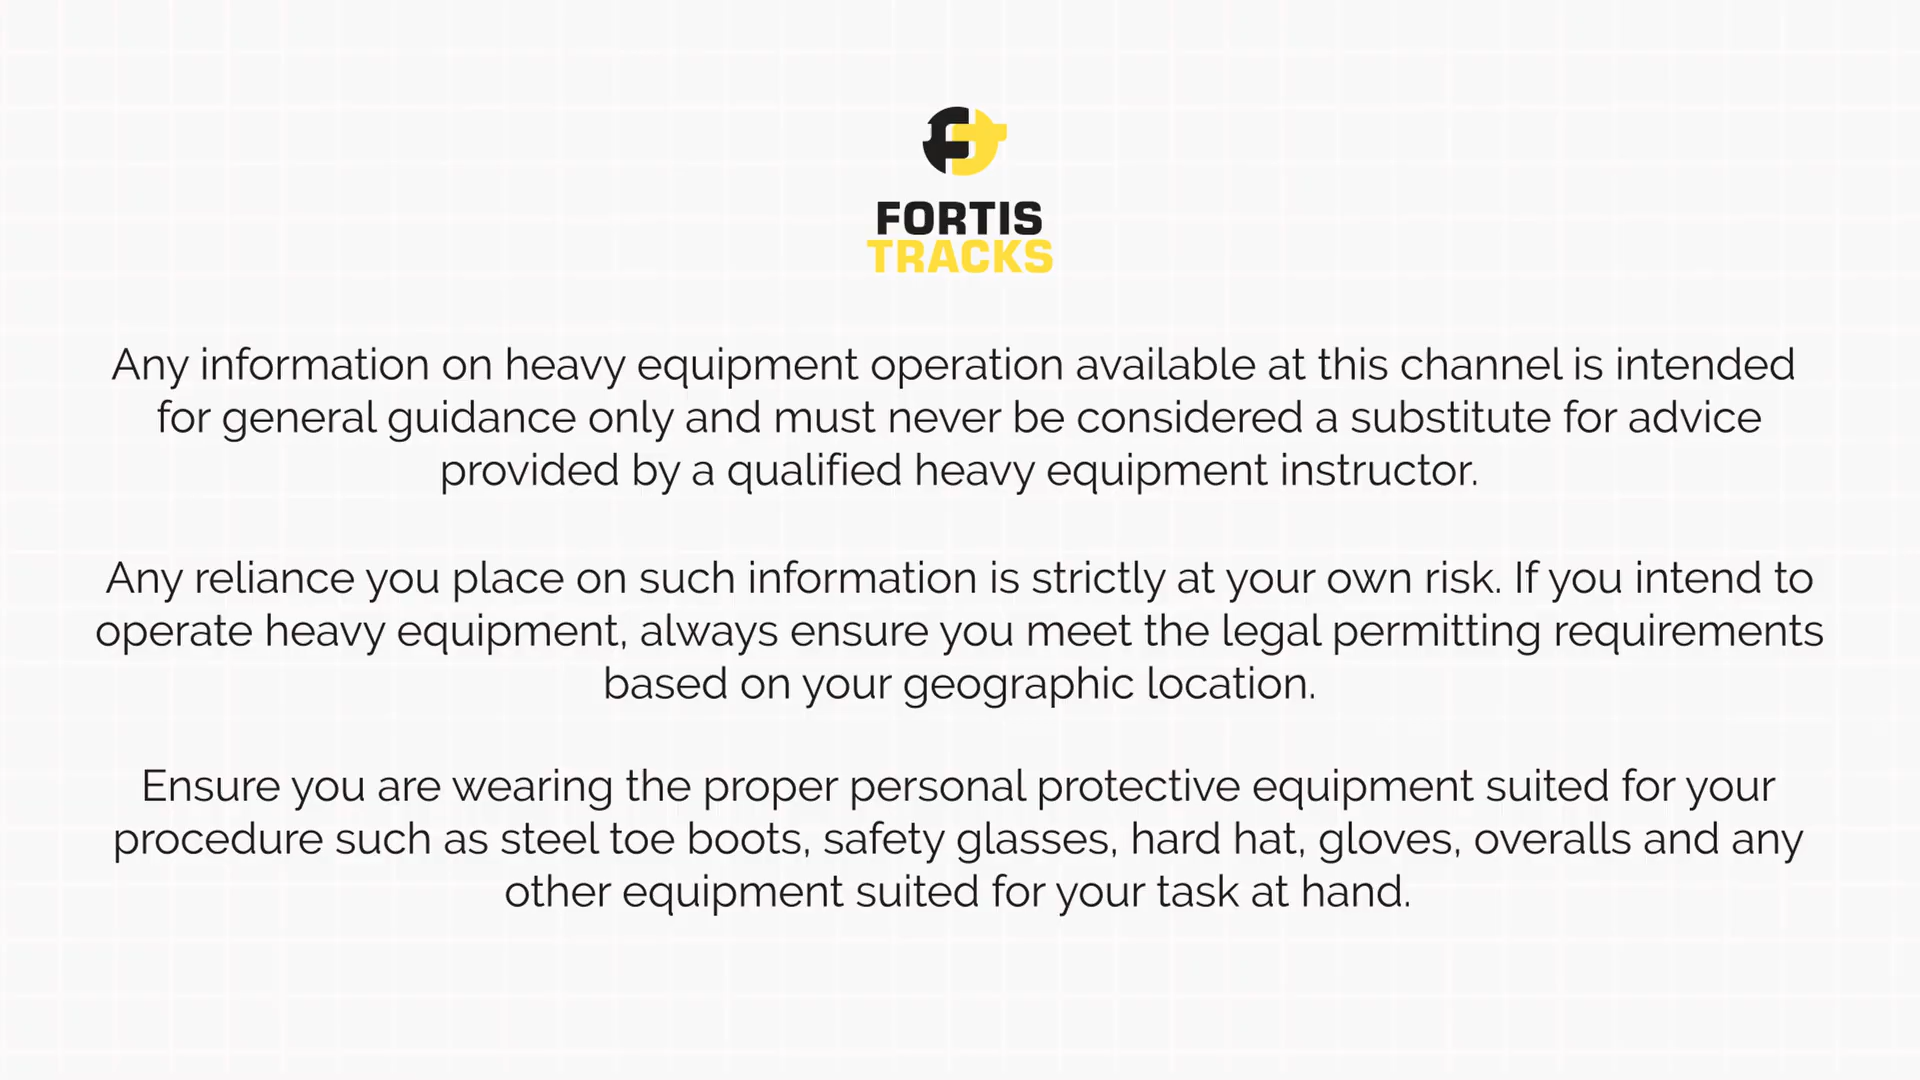 FORTIS
TRACKS
Any information on heavy equipment operation available at this channel is intended
for general guidance only and must never be considered a substitute for advice
provided by a qualified heavy equipment instructor.
Any reliance you place on such information is strictly at your own risk. If you intend to
operate heavy equipment, always ensure you meet the legal permitting requirements
based on your geographic location.
Ensure you are wearing the proper personal protective equipment suited for your
procedure such as steel toe boots, safety glasses, hard hat, gloves, overalls and any
other equipment suited for your task at hand.